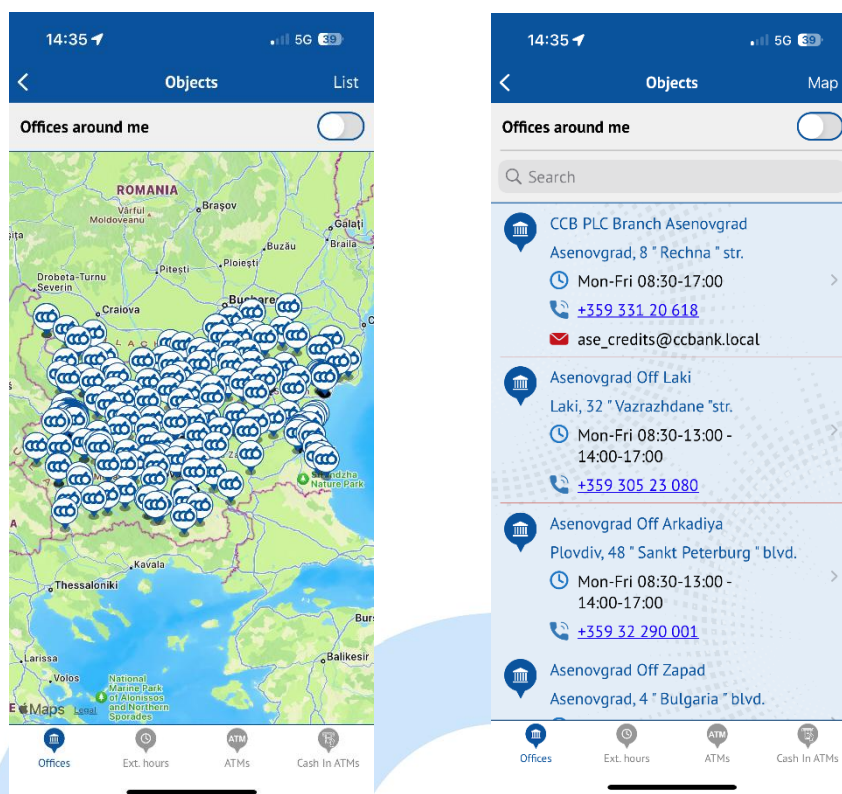 14:35
5G 39
Objects
List
Offices around me
ROMANIA
Vârful
Moldoveanu
Brașov
Galați
Buzău
Braila
Drobeta-Turnu
Severin
Pitești
Ploiești
Craiova
Kavala
Thessaloniki
Nature Park
Larissa
Volos
Balıkesir
National
Marine Park
of Alonissos
and Northern
Sporades
Maps Legal
Offices
Ext. hours
ATM
ATMs
Cash In ATMs
14:35
5G 39
Objects
Map
Offices around me
Search
CCB PLC Branch Asenovgrad
Asenovgrad, 8 " Rechna " str.
Mon-Fri 08:30-17:00
+359 331 20 618
ase_credits@ccbank.local
Asenovgrad Off Laki
Laki, 32 " Vazrazhdane "str.
Mon-Fri 08:30-13:00 -
14:00-17:00
+359 305 23 080
Asenovgrad Off Arkadiya
Plovdiv, 48 " Sankt Peterburg " blvd.
Mon-Fri 08:30-13:00 -
14:00-17:00
+359 32 290 001
Asenovgrad Off Zapad
Asenovgrad, 4 " Bulgaria " blvd.
Offices
Ext. hours
ATM
ATMs
Cash In ATMs